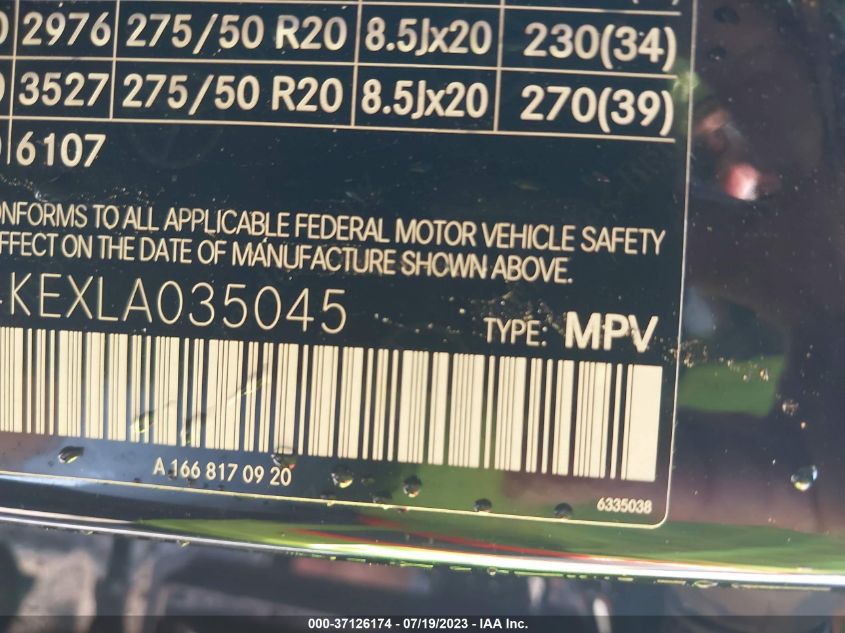 2976 275/50 R20 8.5Jx20 230(34)
3527 275/50 R20 8.5Jx20 270(39)
6107
ONFORMS TO ALL APPLICABLE FEDERAL MOTOR VEHICLE SAFETY
EFFECT ON THE DATE OF MANUFACTURE SHOWN ABOVE.
KEXLA035045
TYPE: MPV
A 166 817 09 20
6335038
000-37126174 - 07/19/2023 - IAA Inc.